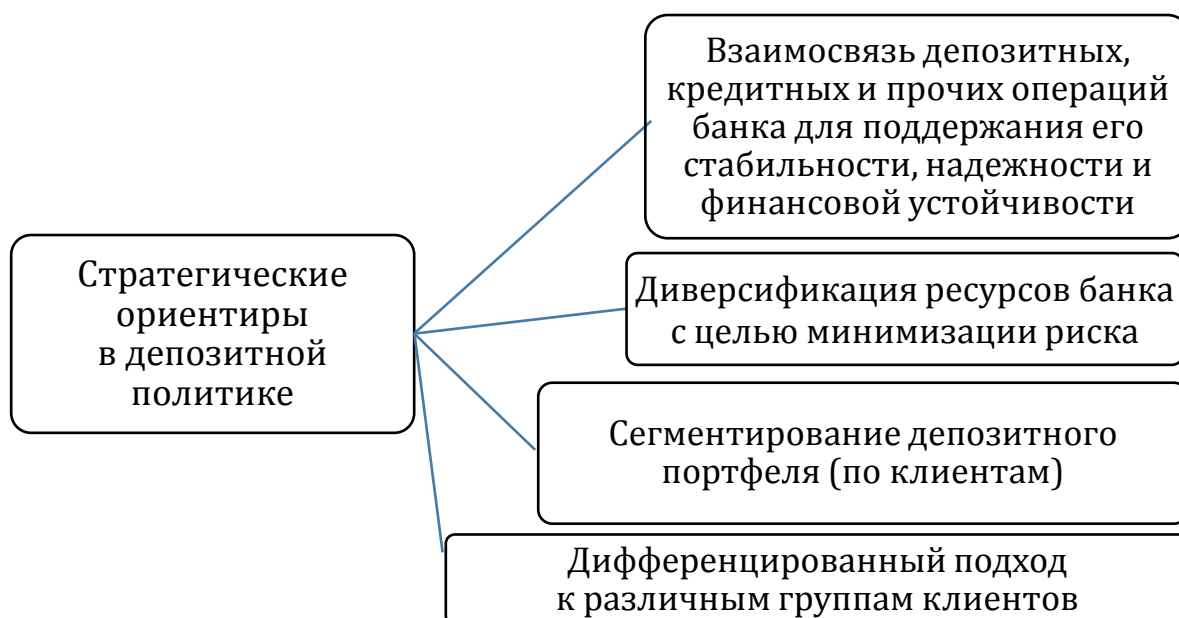 Стратегические
ориентиры
в депозитной
политике
Взаимосвязь депозитных,
кредитных и прочих операций
банка для поддержания его
стабильности, надежности и
финансовой устойчивости
Диверсификация ресурсов банка
с целью минимизации риска
Сегментирование депозитного
портфеля (по клиентам)
Дифференцированный подход
к различным группам клиентов